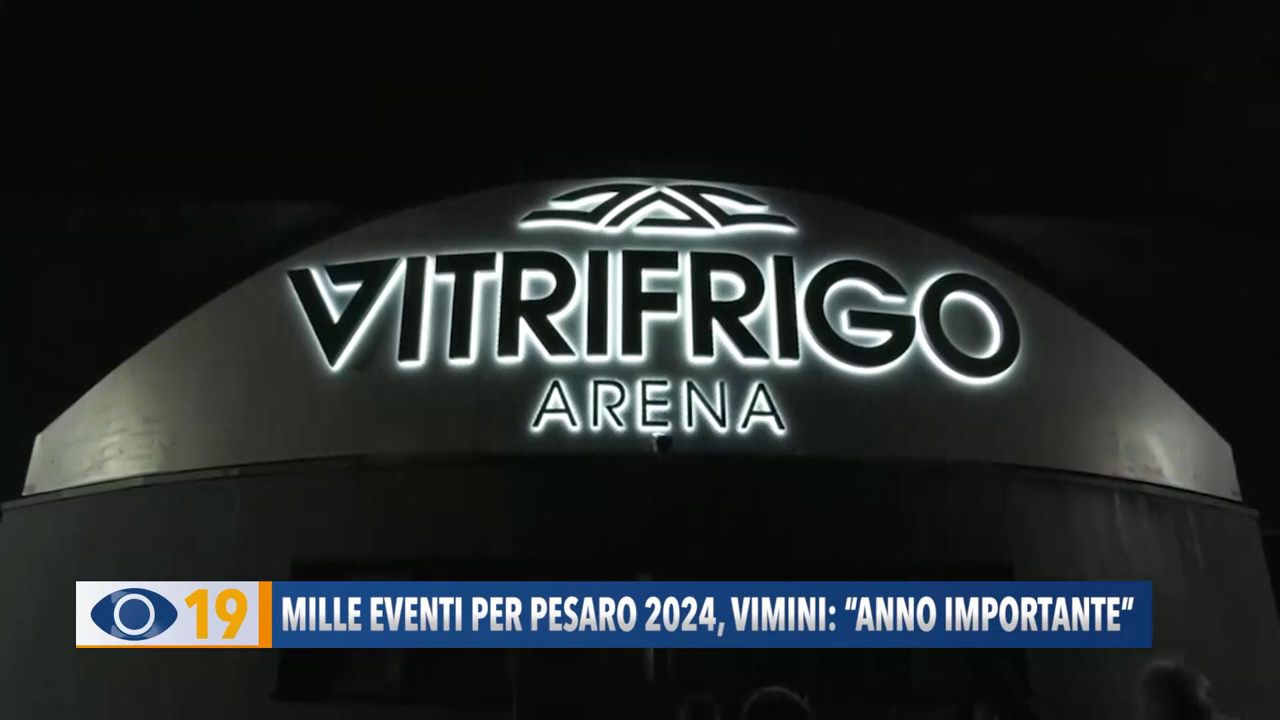 VITRIFRIGO
ARENA
19
MILLE EVENTI PER PESARO 2024, VIMINI: “ANNO IMPORTANTE”